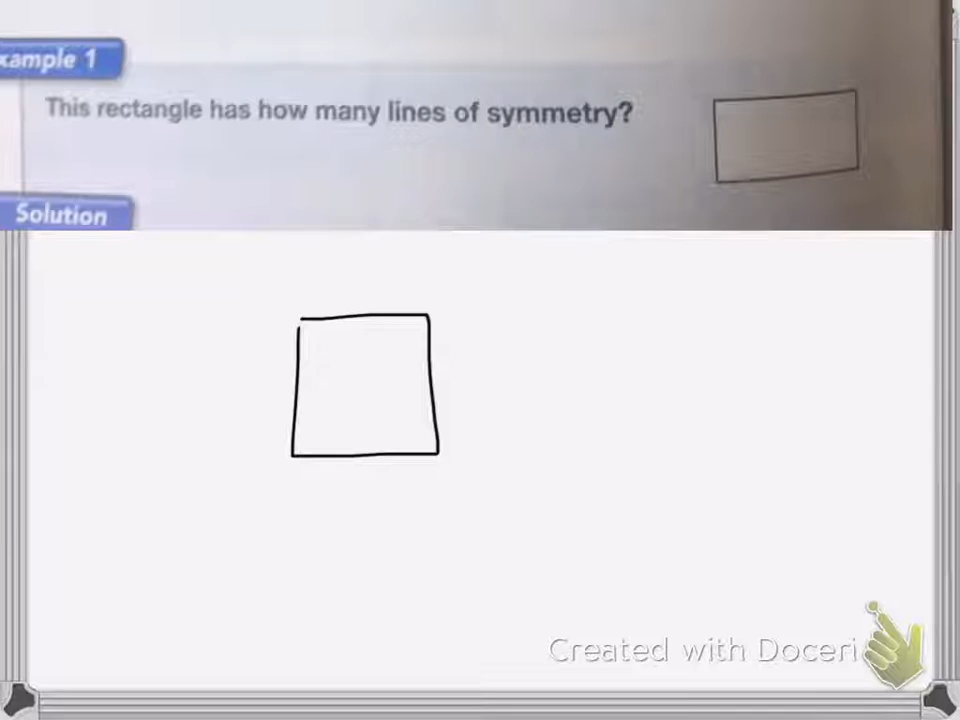 xample 1
This rectangle has how many lines of symmetry?
Solution
Created with Doceri